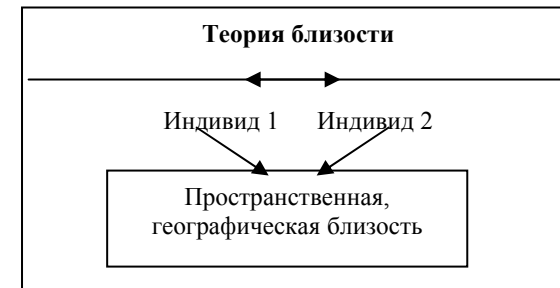 Теория близости
Индивид 1 Индивид 2
Пространственная,
географическая близость